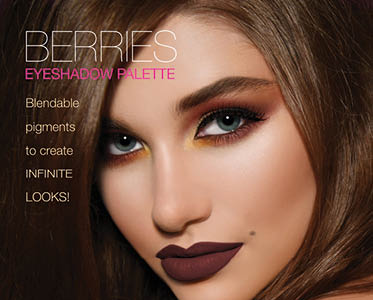 BERRIES
EYESHADOW PALETTE
Blendable
pigments
to create
INFINITE
LOOKS!